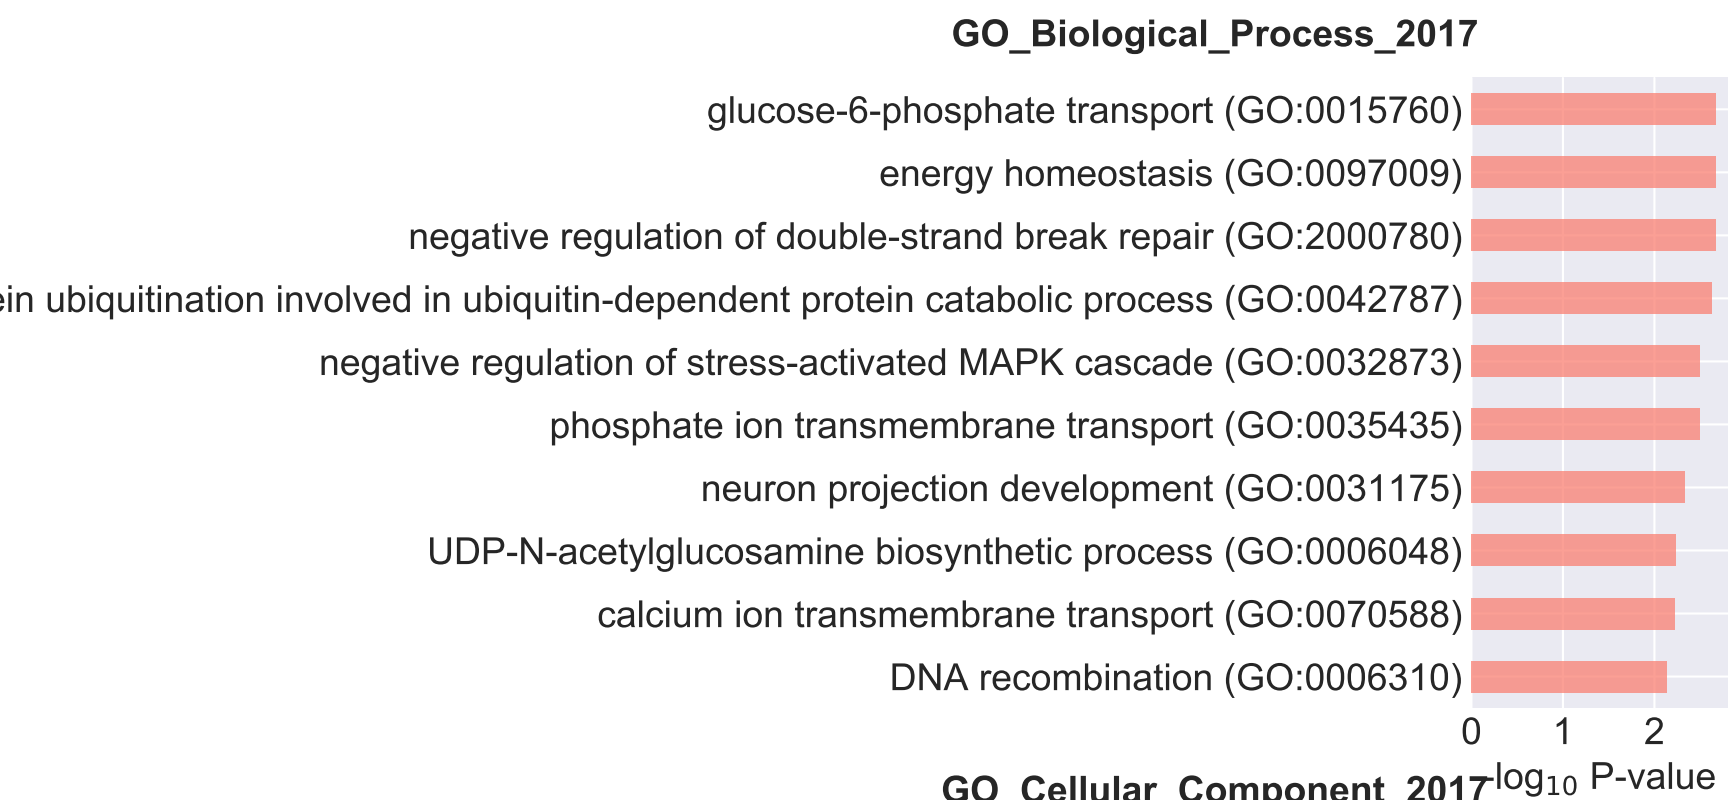 GO_Biological_Process_2017
glucose-6-phosphate transport (GO:0015760)
energy homeostasis (GO:0097009)
negative regulation of double-strand break repair (GO:2000780)
ubiquitination involved in ubiquitin-dependent protein catabolic process (GO:0042787)
negative regulation of stress-activated MAPK cascade (GO:0032873)
phosphate ion transmembrane transport (GO:0035435)
neuron projection development (GO:0031175)
UDP-N-acetylglucosamine biosynthetic process (GO:0006048)
calcium ion transmembrane transport (GO:0070588)
DNA recombination (GO:0006310)
0 1 2
-log₁₀ P-value
GO_Cellular_Component_2017